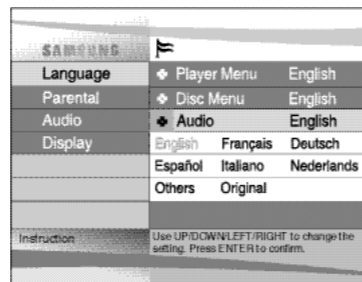 SAMSUNG
Language
Parental
Audio
Display
Player Menu English
Disc Menu English
Audio English
English Français Deutsch
Español Italiano Nederlands
Others Original
Instruction
Use UP/DOWN/LEFT/RIGHT to change the
setting. Press ENTER to confirm.